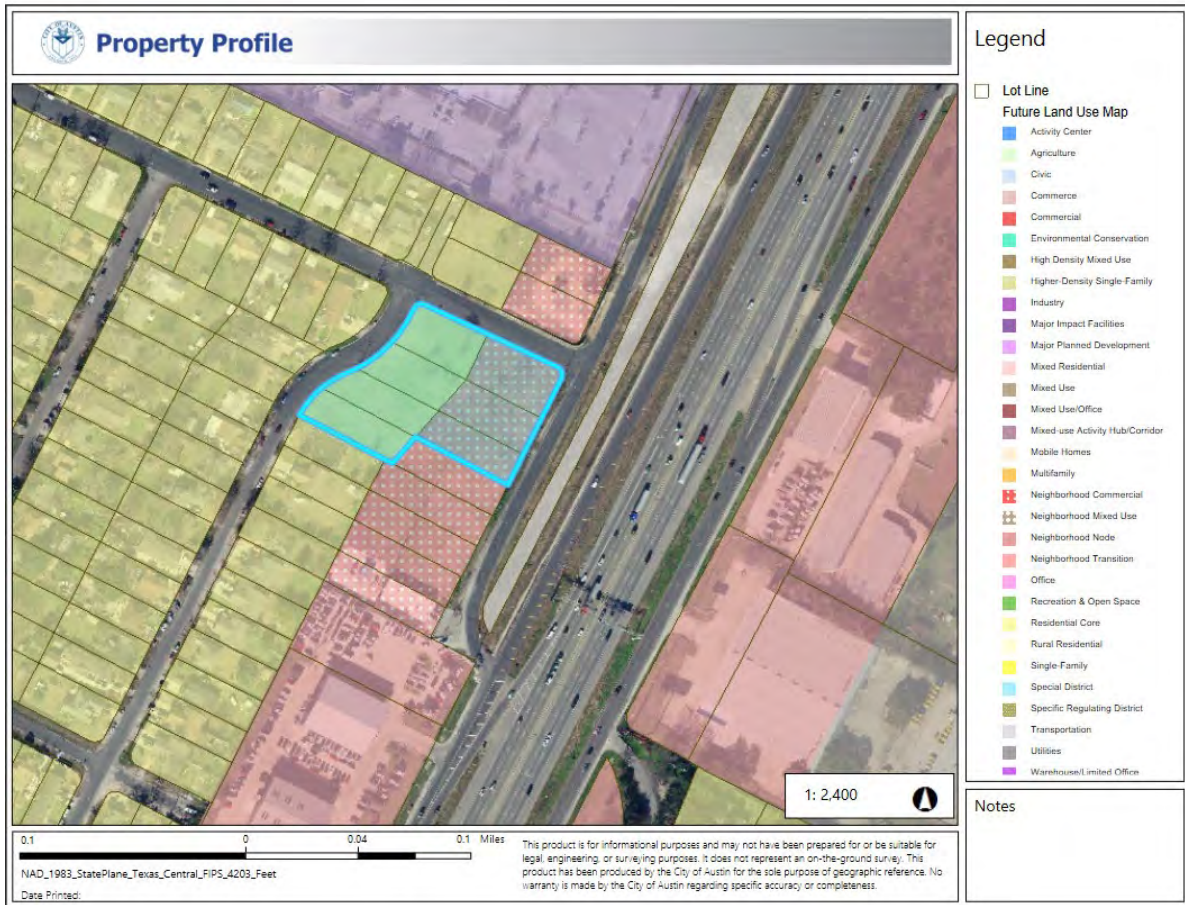 Property Profile
Legend
Lot Line
Future Land Use Map
Activity Center
Agriculture
Civic
Commerce
Commercial
Environmental Conservation
High Density Mixed Use
Higher-Density Single-Family
Industry
Major Impact Facilities
Major Planned Development
Mixed Residential
Mixed Use
Mixed Use/Office
Mixed-use Activity Hub/Corridor
Mobile Homes
Multifamily
Neighborhood Commercial
Neighborhood Mixed Use
Neighborhood Node
Neighborhood Transition
Office
Recreation & Open Space
Residential Core
Rural Residential
Single-Family
Special District
Specific Regulating District
Transportation
Utilities
Warehouse/Limited Office
1: 2,400
Notes
0.1 0 0.04 0.1 Miles
NAD_1983_StatePlane_Texas_Central_FIPS_4203_Feet
Date Printed:
This product is for informational purposes and may not have been prepared for or be suitable for
legal, engineering, or surveying purposes. It does not represent an on-the-ground survey. This
product has been produced by the City of Austin for the sole purpose of geographic reference. No
warranty is made by the City of Austin regarding specific accuracy or completeness.